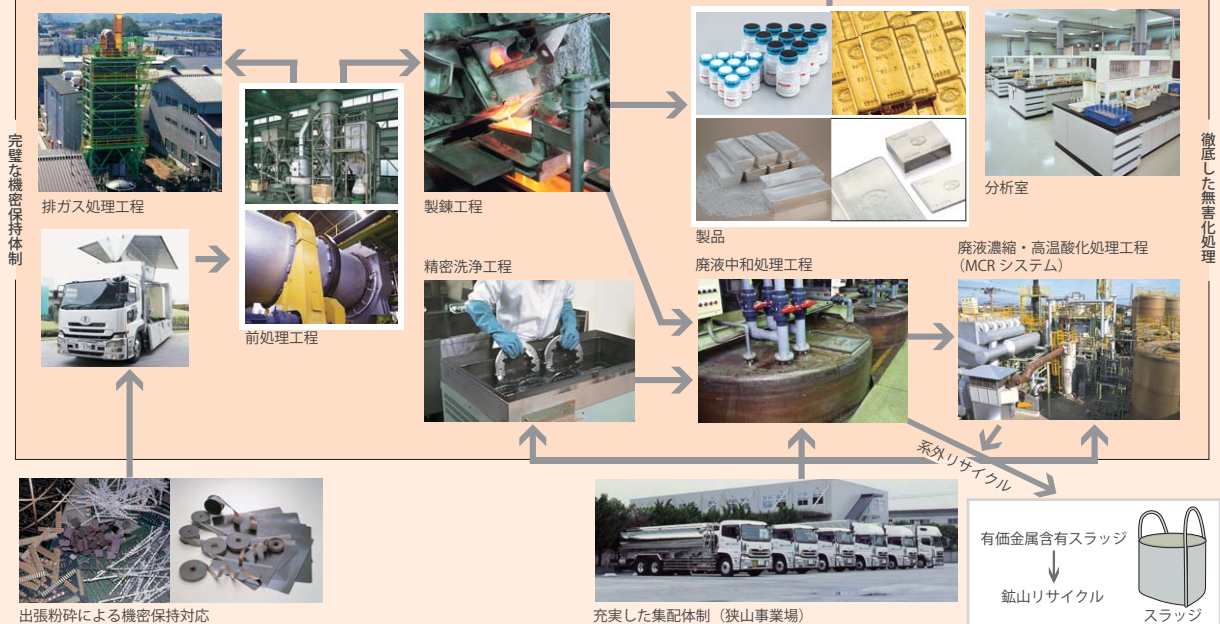 完璧な機密保持体制
排ガス処理工程
前処理工程
製錬工程
製品
分析室
徹底した無害化処理
精密洗浄工程
廃液中和処理工程
廃液濃縮・高温酸化処理工程
(MCR システム)
系外リサイクル
出張粉砕による機密保持対応
充実した集配体制(狭山事業場)
有価金属含有スラッジ
鉱山リサイクル
スラッジ